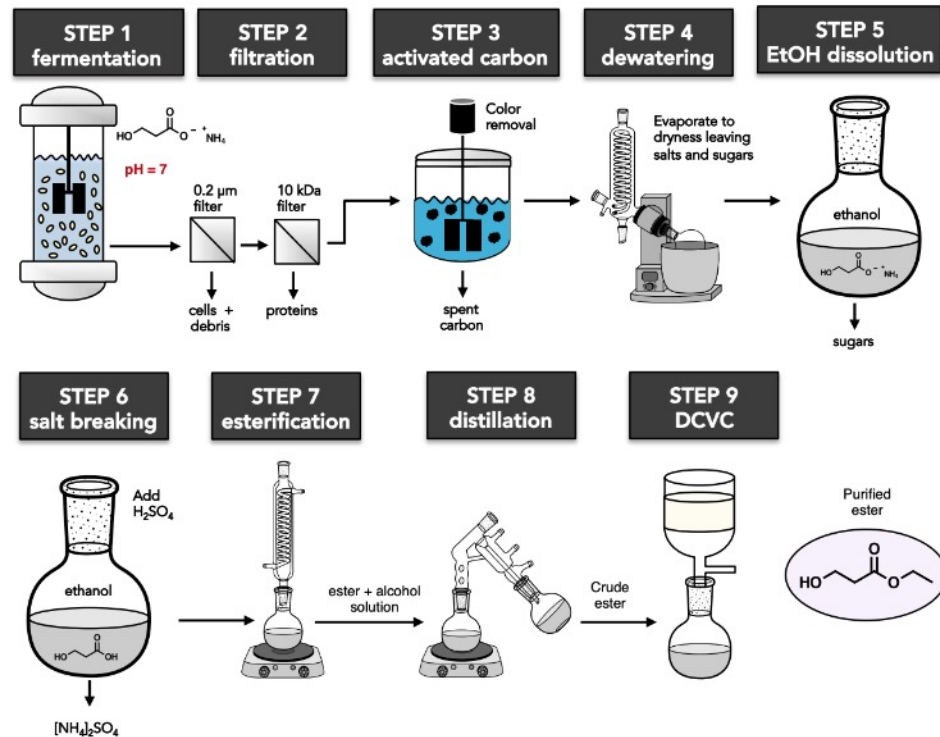 STEP 1
fermentation
STEP 2
filtration
STEP 3
activated carbon
STEP 4
dewatering
STEP 5
EtOH dissolution
HO
O
O⁻ ⁺NH₄
pH = 7
0.2 µm
filter
10 kDa
filter
cells +
debris
proteins
Color
removal
spent
carbon
Evaporate to
dryness leaving
salts and sugars
ethanol
HO
O
O⁻ ⁺NH₄
sugars
STEP 6
salt breaking
STEP 7
esterification
STEP 8
distillation
STEP 9
DCVC
Add
H₂SO₄
ethanol
HO
O
OH
[NH₄]₂SO₄
ester + alcohol
solution
Crude
ester
Purified
ester
HO
O
O